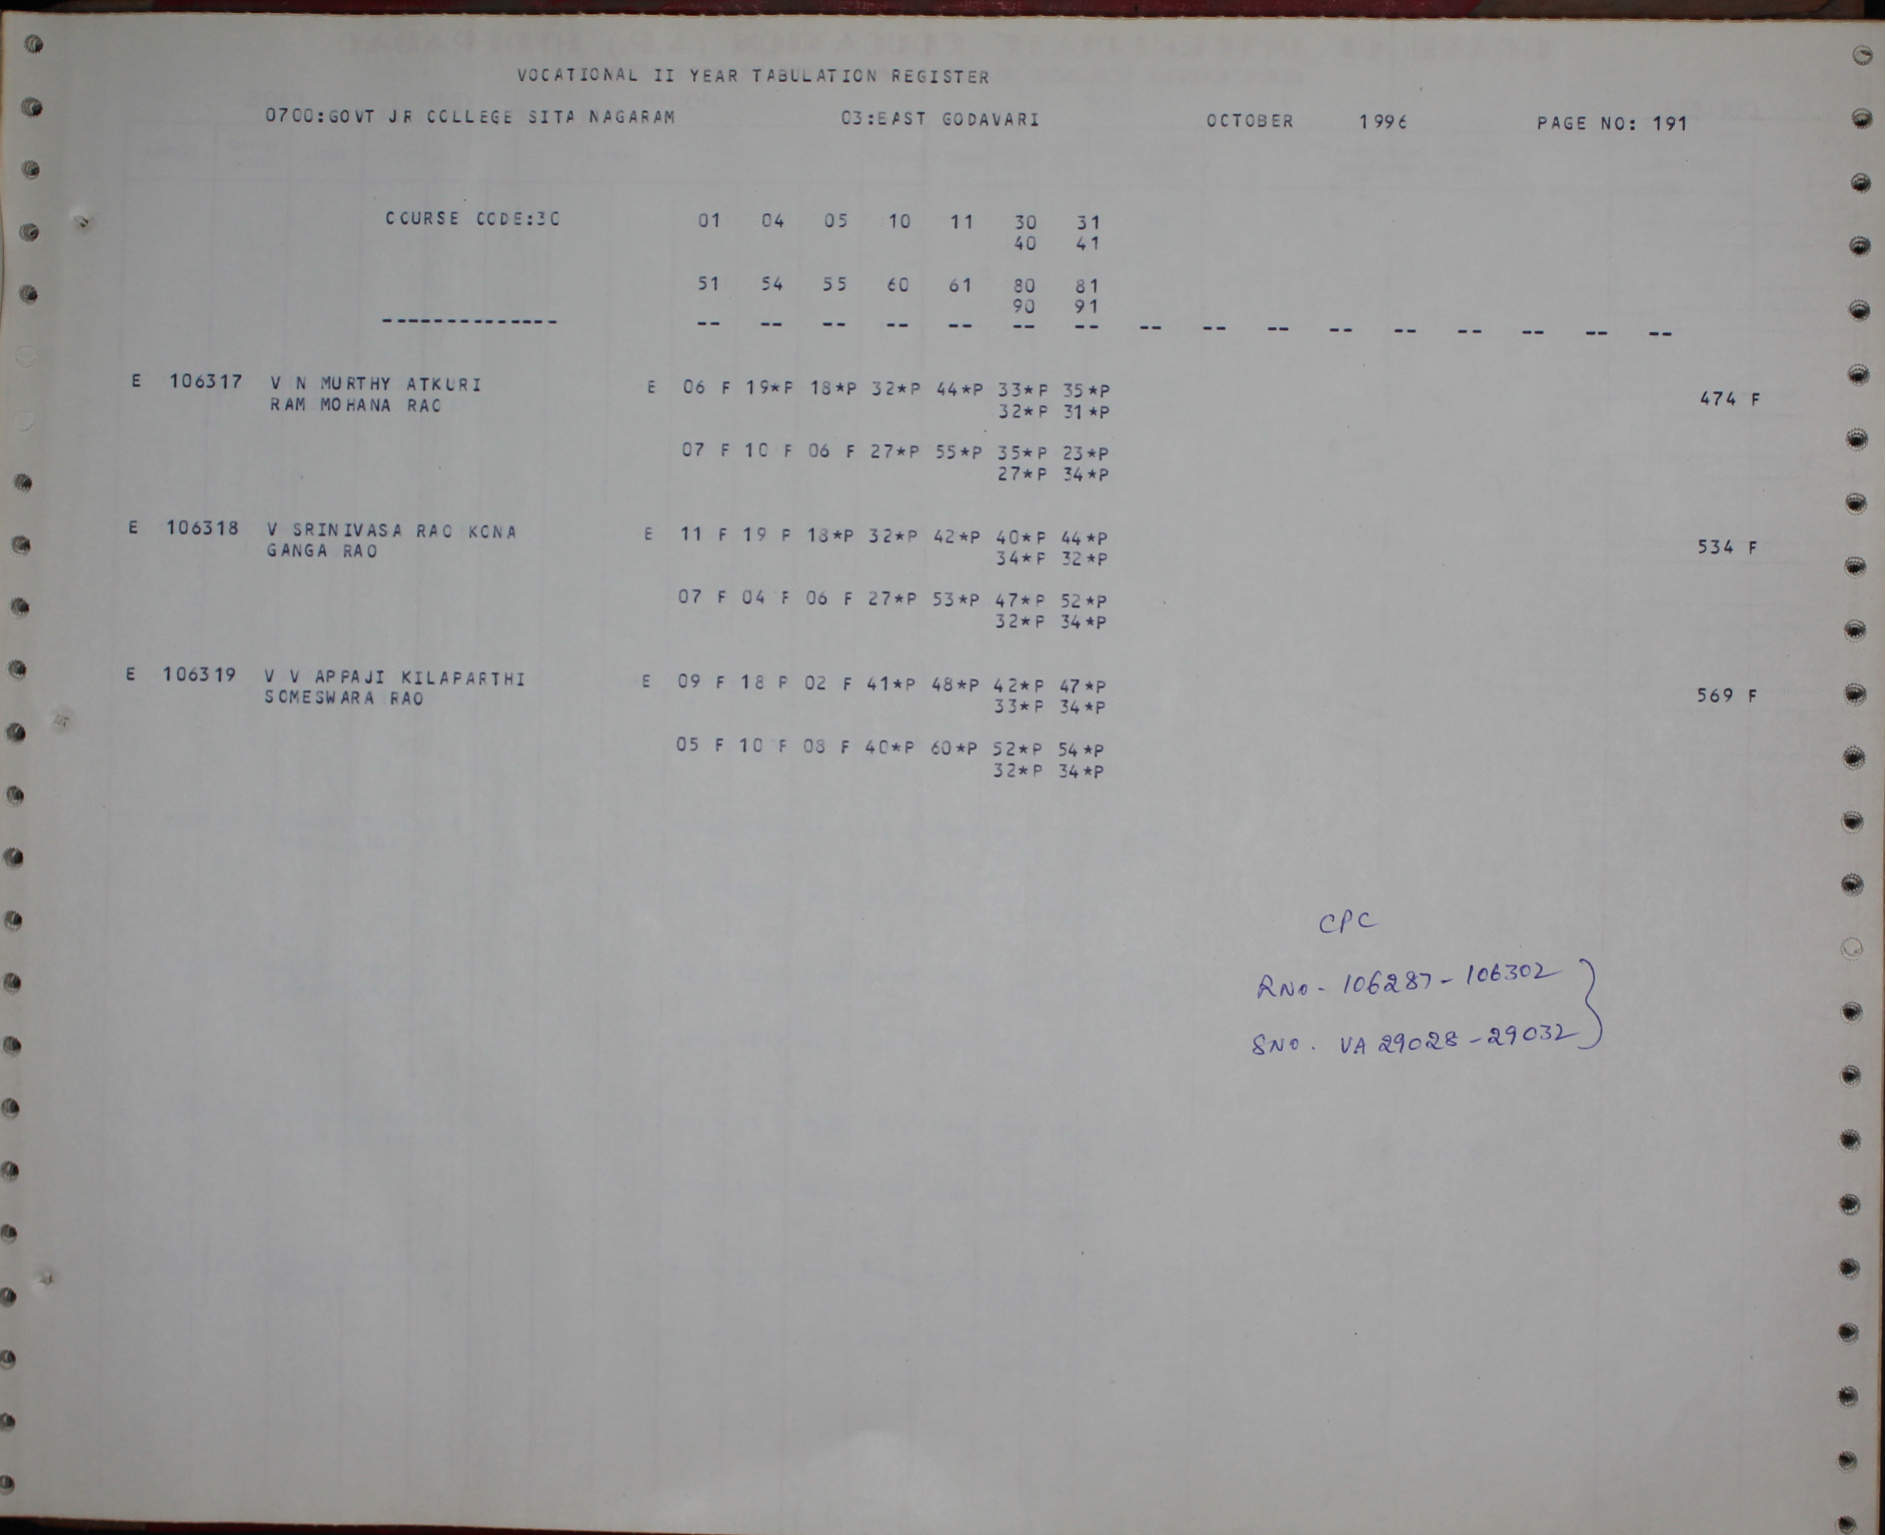 VOCATIONAL II YEAR TABULATION REGISTER
0700:GOVT JR COLLEGE SITA NAGARAM 03:EAST GODAVARI OCTOBER 1996 PAGE NO: 191
COURSE CODE:30 01 04 05 10 11 30 31
40 41
51 54 55 60 61 80 81
90 91
-------------- -- -- -- -- -- -- -- -- -- -- -- -- -- -- -- --
E 106317 V N MURTHY ATKURI E 06 F 19*P 18*P 32*P 44*P 33*P 35*P
RAM MOHANA RAO 32*P 31*P 474 F
07 F 10 F 06 F 27*P 55*P 35*P 23*P
27*P 34*P
E 106318 V SRINIVASA RAO KONA E 11 F 19 P 18*P 32*P 42*P 40*P 44*P
GANGA RAO 34*P 32*P 534 F
07 F 04 F 06 F 27*P 53*P 47*P 52*P
32*P 34*P
E 106319 V V APPAJI KILAPARTHI E 09 F 18 P 02 F 41*P 48*P 42*P 47*P
SOMESWARA RAO 33*P 34*P 569 F
05 F 10 F 08 F 40*P 60*P 52*P 54*P
32*P 34*P
CPC
RNo - 106287 - 106302
SNO. VA 29028 - 29032